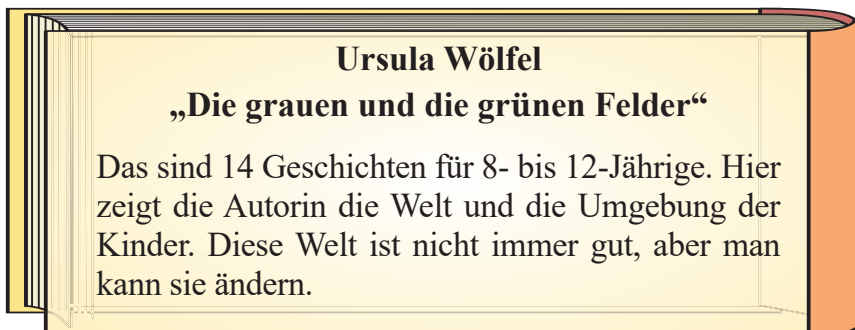 Ursula Wölfel
„Die grauen und die grünen Felder“
Das sind 14 Geschichten für 8- bis 12-Jährige. Hier
zeigt die Autorin die Welt und die Umgebung der
Kinder. Diese Welt ist nicht immer gut, aber man
kann sie ändern.